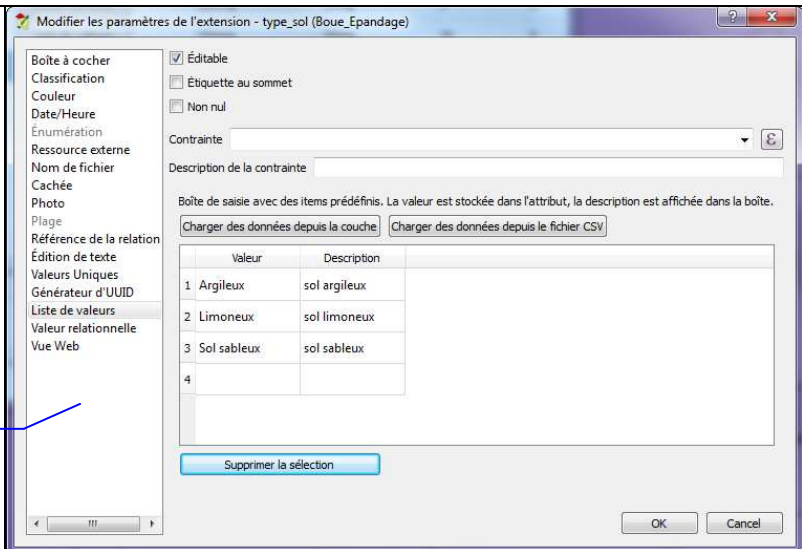 Modifier les paramètres de l'extension - type_sol (Boue_Epandage)
Boîte à cocher
Classification
Couleur
Date/Heure
Énumération
Ressource externe
Nom de fichier
Cachée
Photo
Plage
Référence de la relation
Édition de texte
Valeurs Uniques
Générateur d'UUID
Liste de valeurs
Valeur relationnelle
Vue Web
Éditable
Étiquette au sommet
Non nul
Contrainte
ε
Description de la contrainte
Boîte de saisie avec des items prédéfinis. La valeur est stockée dans l'attribut, la description est affichée dans la boîte.
Charger des données depuis la couche Charger des données depuis le fichier CSV
Valeur Description
1 Argileux sol argileux
2 Limoneux sol limoneux
3 Sol sableux sol sableux
4
Supprimer la sélection
OK Cancel